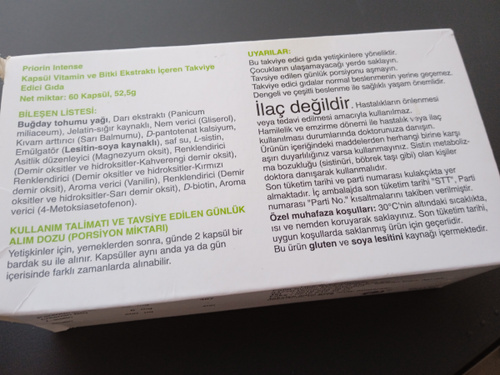 Priorin Intense
Kapsül Vitamin ve Bitki Ekstraktı İçeren Takviye
Edici Gıda
Net miktar: 60 Kapsül, 52,5g
BİLEŞEN LİSTESİ:
Buğday tohumu yağı, Darı ekstraktı (Panicum
miliaceum), Jelatin-sığır kaynaklı, Nem verici (Gliserol),
Kıvam arttırıcı (Sarı Balmumu), D-pantotenat kalsiyum,
Emülgatör (Lesitin-soya kaynaklı), saf su, L-sistin,
Asitlik düzenleyici (Magnezyum oksit), Renklendirici
(Demir oksitler ve hidroksitler-Kahverengi demir oksit),
Renklendirici (Demir oksitler ve hidroksitler-Kırmızı
demir oksit), Aroma verici (Vanilin), Renklendirici (Demir
oksitler ve hidroksitler-Sarı demir oksit), D-biotin, Aroma
verici (4-Metoksiasetofenon).
KULLANIM TALİMATI VE TAVSİYE EDİLEN GÜNLÜK
ALIM DOZU (PORSİYON MİKTARI)
Yetişkinler için, yemeklerden sonra, günde 2 kapsül bir
bardak su ile alınır. Kapsüller aynı anda ya da gün
içerisinde farklı zamanlarda alınabilir.
UYARILAR:
Bu takviye edici gıda yetişkinlere yöneliktir.
Çocukların ulaşamayacağı yerde saklayın.
Tavsiye edilen günlük porsiyonu aşmayın.
Takviye edici gıdalar normal beslenmenin yerine geçemez.
Dengeli ve çeşitli beslenme ile sağlıklı yaşam önemlidir.
İlaç değildir. Hastalıkların önlenmesi
veya tedavi edilmesi amacıyla kullanılmaz.
Hamilelik ve emzirme dönemi ile hastalık veya ilaç
kullanılması durumlarında doktorunuza danışın.
Ürünün içeriğindeki maddelerden herhangi birine karşı
aşırı duyarlılığınız varsa kullanmayınız. Sistin metaboliz-
ma bozukluğu (sistinüri, böbrek taşı gibi) olan kişiler
doktora danışarak kullanmalıdır.
Son tüketim tarihi ve parti numarası kulakçıkta yer
almaktadır. İç ambalajda son tüketim tarihi "STT", Parti
numarası "Parti No." kısaltmalarını takiben verilmiştir.
Özel muhafaza koşulları: 30°C'nin altındaki sıcaklıkta,
ısı ve nemden koruyarak saklayınız. Son tüketim tarihi,
uygun koşullarda saklanmış ürün için geçerlidir.
Bu ürün gluten ve soya lesitini kaynağı içermektedir.